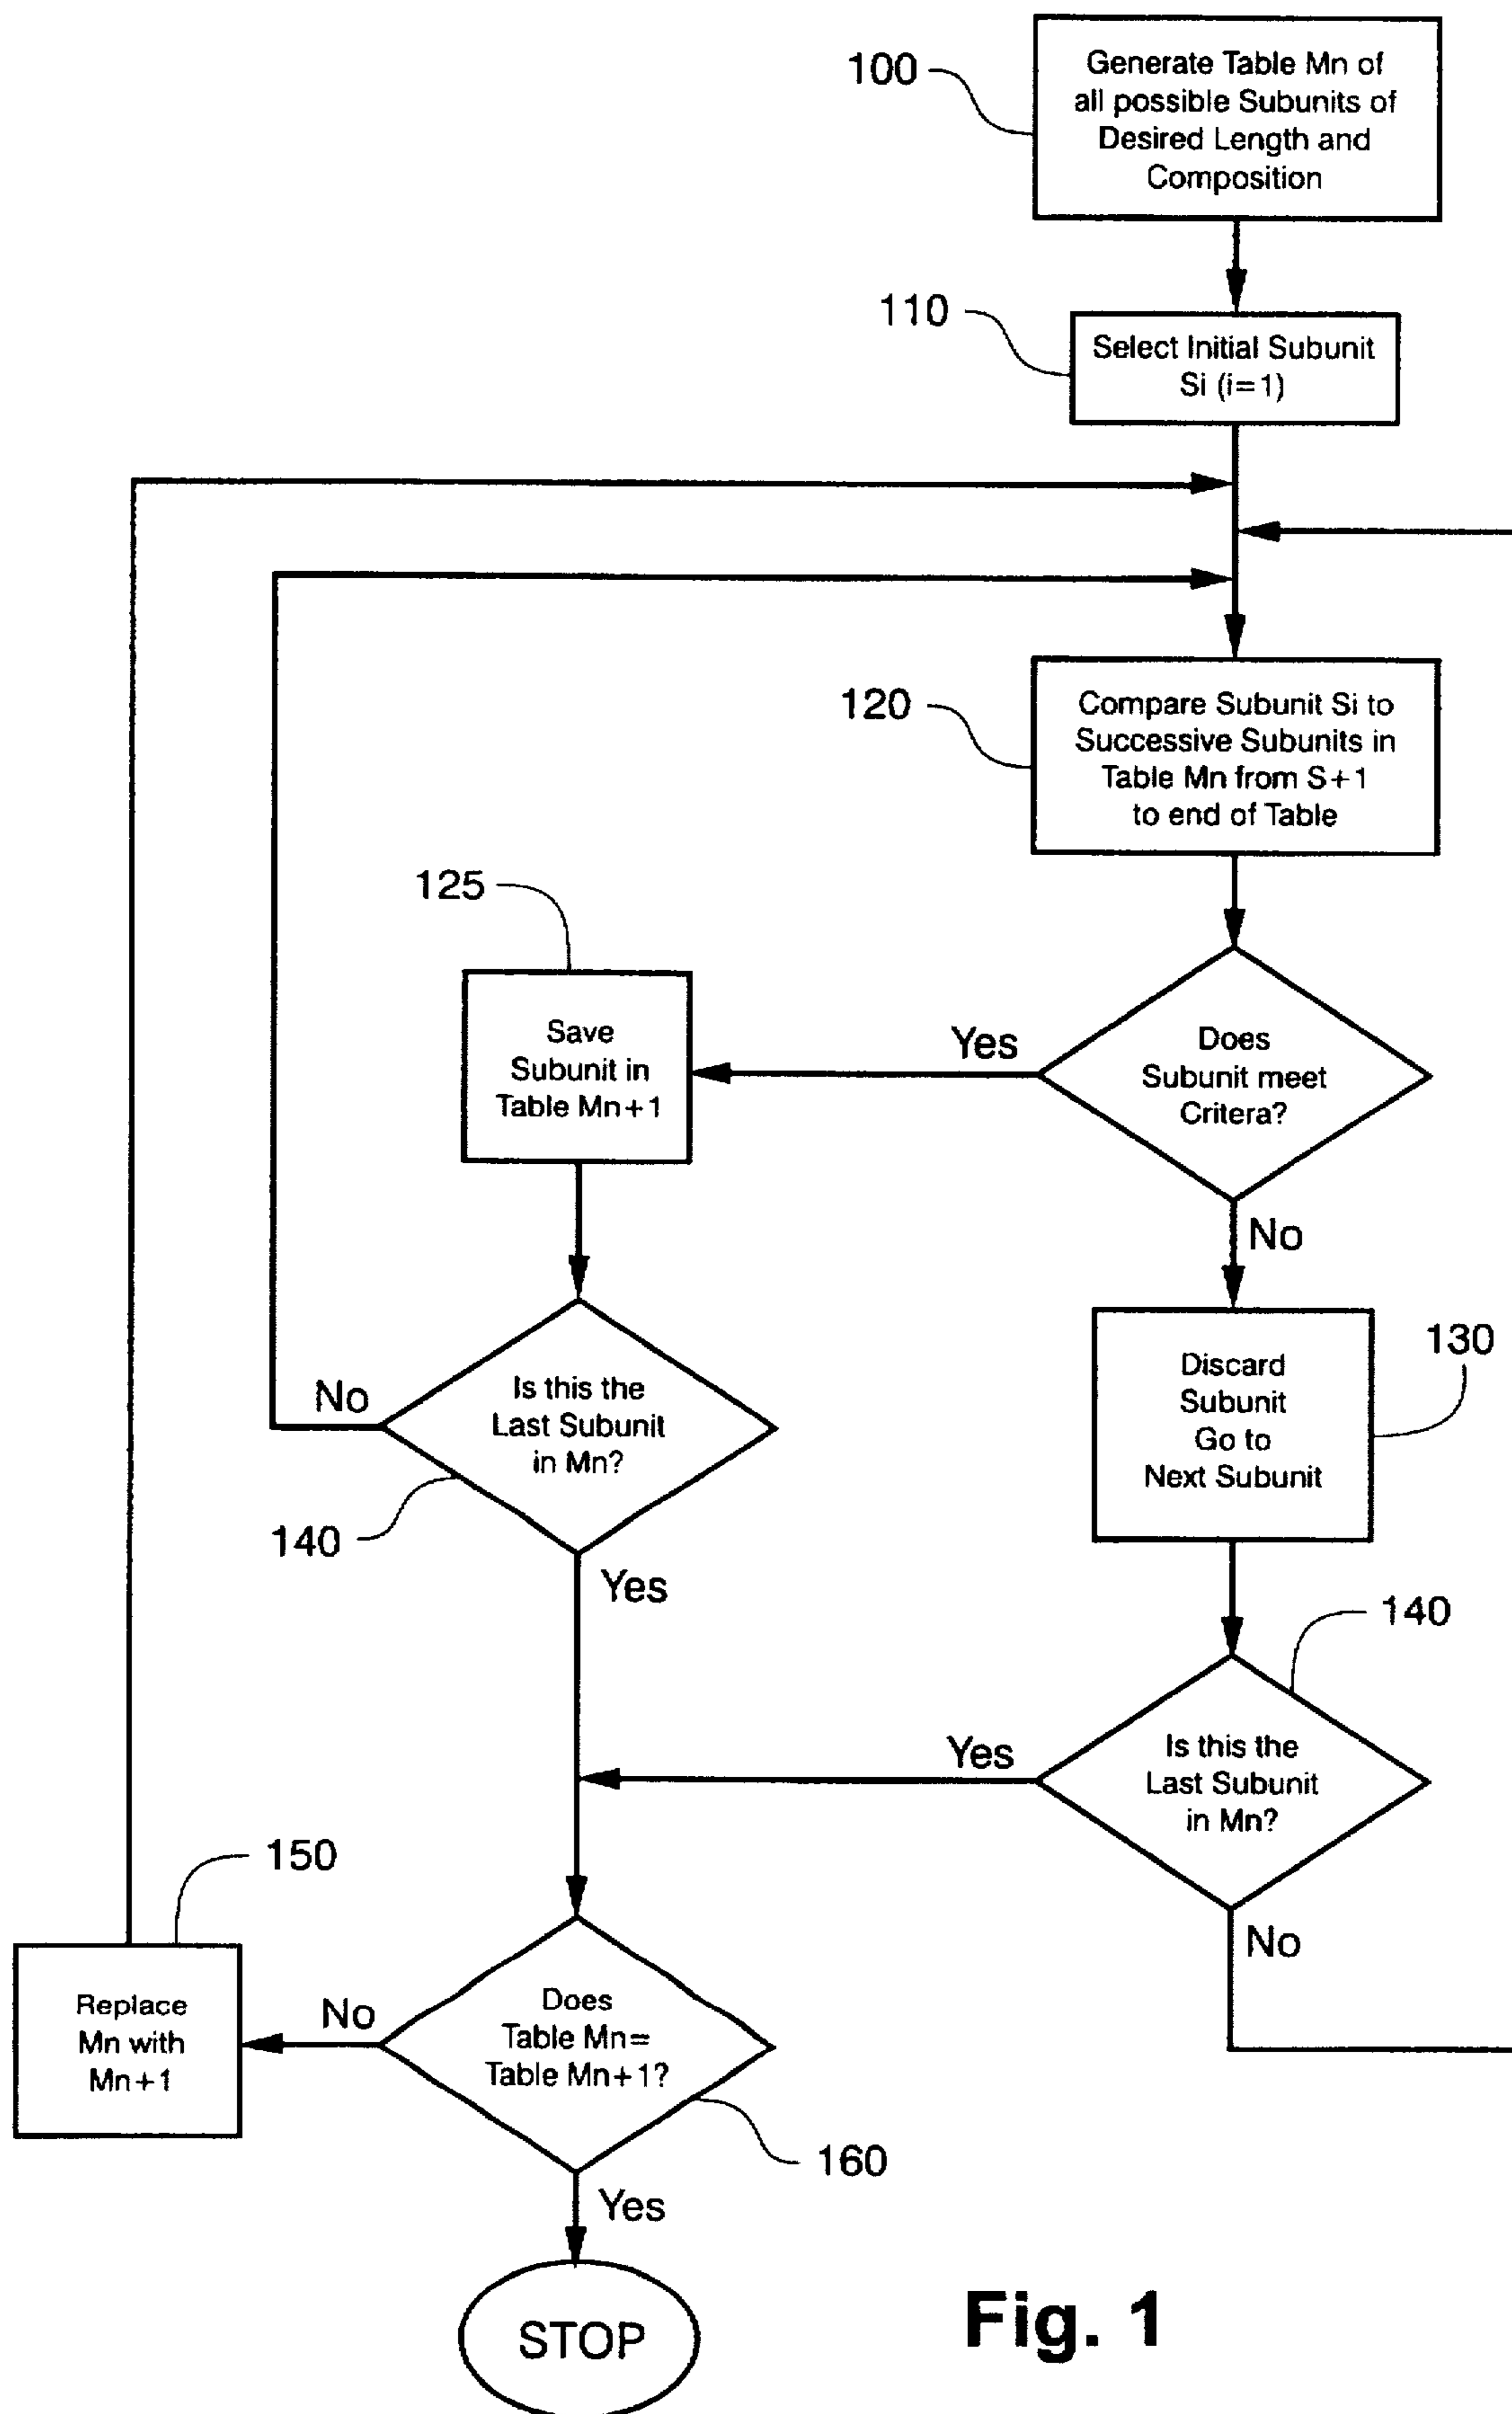 100
Generate Table Mn of
all possible Subunits of
Desired Length and
Composition
110
Select Initial Subunit
Si (i=1)
120
Compare Subunit Si to
Successive Subunits in
Table Mn from S+1
to end of Table
125
Save
Subunit in
Table Mn+1
Yes
Does
Subunit meet
Critera?
No
130
Discard
Subunit
Go to
Next Subunit
No
Is this the
Last Subunit
in Mn?
140
Yes
140
Yes
Is this the
Last Subunit
in Mn?
No
150
Replace
Mn with
Mn+1
No
Does
Table Mn=
Table Mn+1?
160
Yes
STOP
Fig. 1